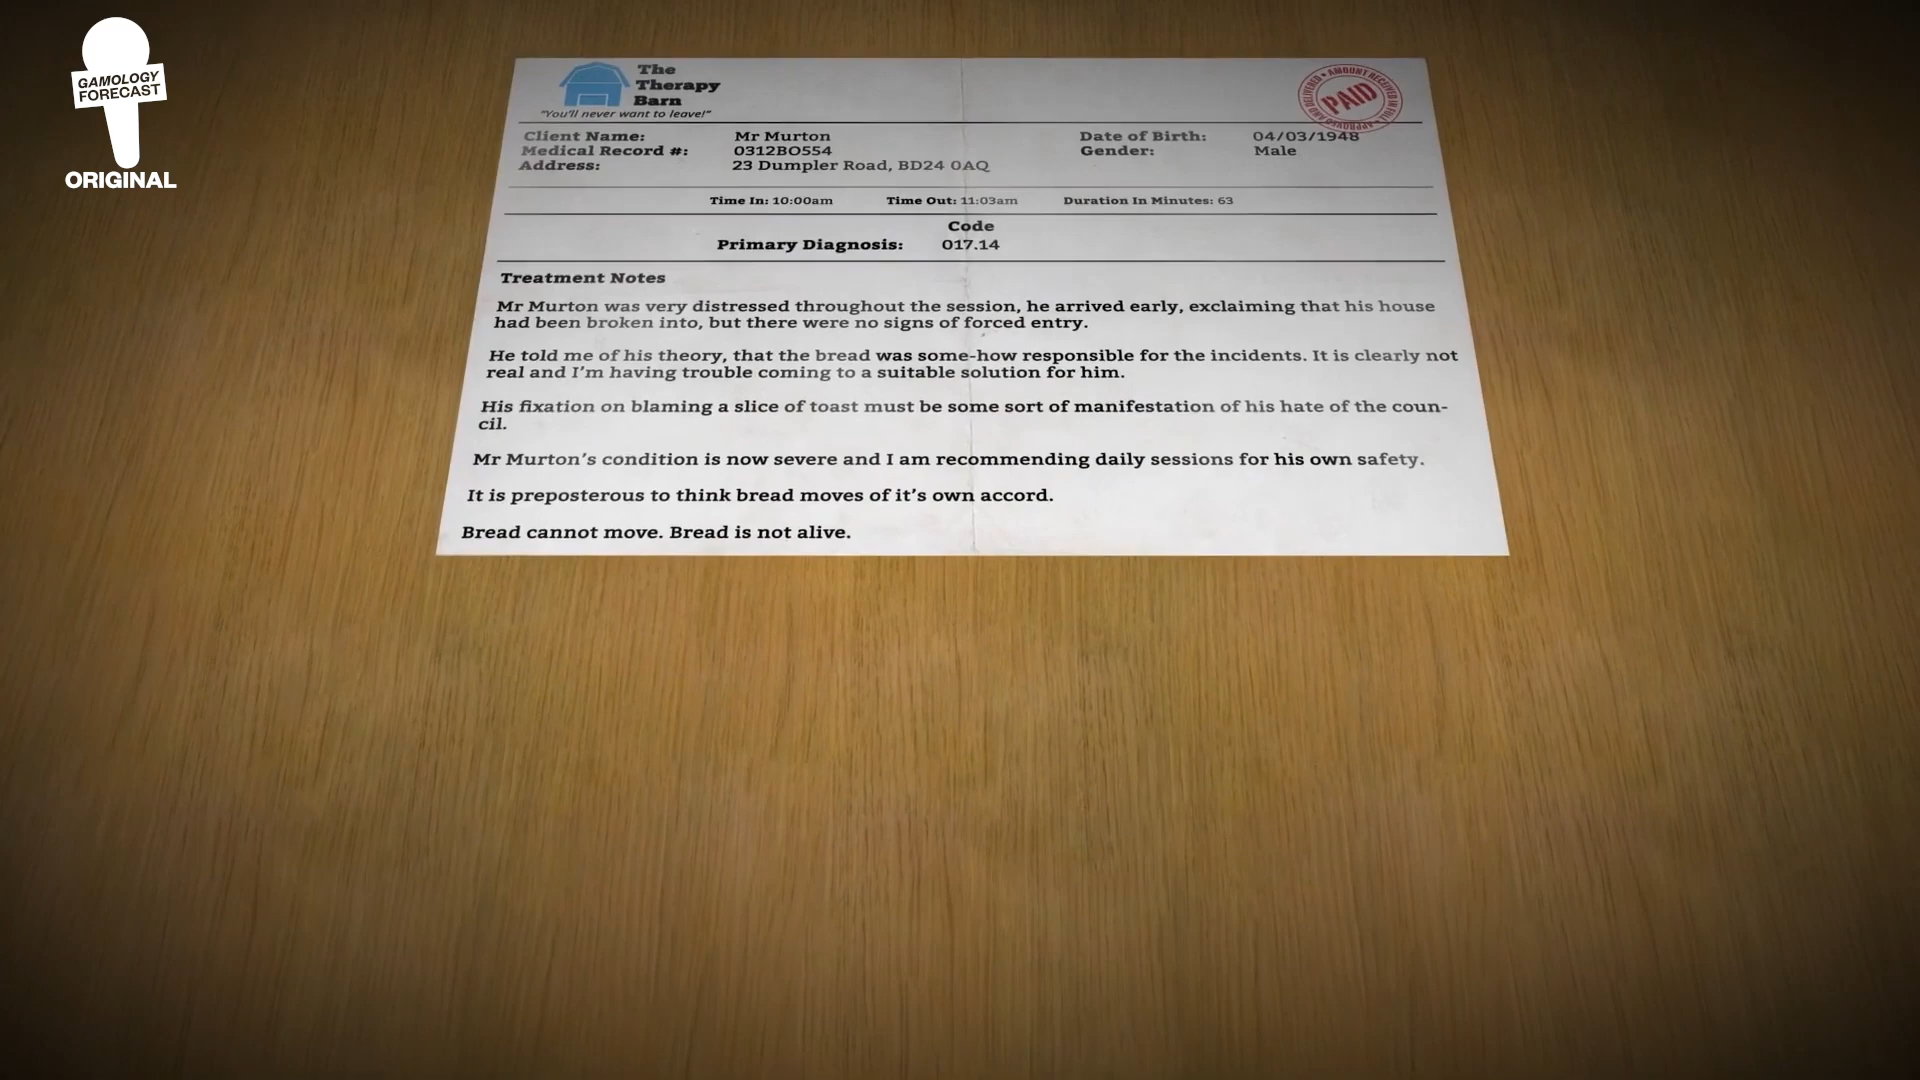 GAMOLOGY
FORECAST
ORIGINAL
The
Therapy
Barn
"You'll never want to leave!"
PAID
Client Name: Mr Murton Date of Birth: 04/03/1948
Medical Record #: 0312BO554 Gender: Male
Address: 23 Dumpler Road, BD24 0AQ
Time In: 10:00am Time Out: 11:03am Duration In Minutes: 63
Code
Primary Diagnosis: 017.14
Treatment Notes
Mr Murton was very distressed throughout the session, he arrived early, exclaiming that his house
had been broken into, but there were no signs of forced entry.
He told me of his theory, that the bread was some-how responsible for the incidents. It is clearly not
real and I'm having trouble coming to a suitable solution for him.
His fixation on blaming a slice of toast must be some sort of manifestation of his hate of the coun-
cil.
Mr Murton's condition is now severe and I am recommending daily sessions for his own safety.
It is preposterous to think bread moves of it's own accord.
Bread cannot move. Bread is not alive.